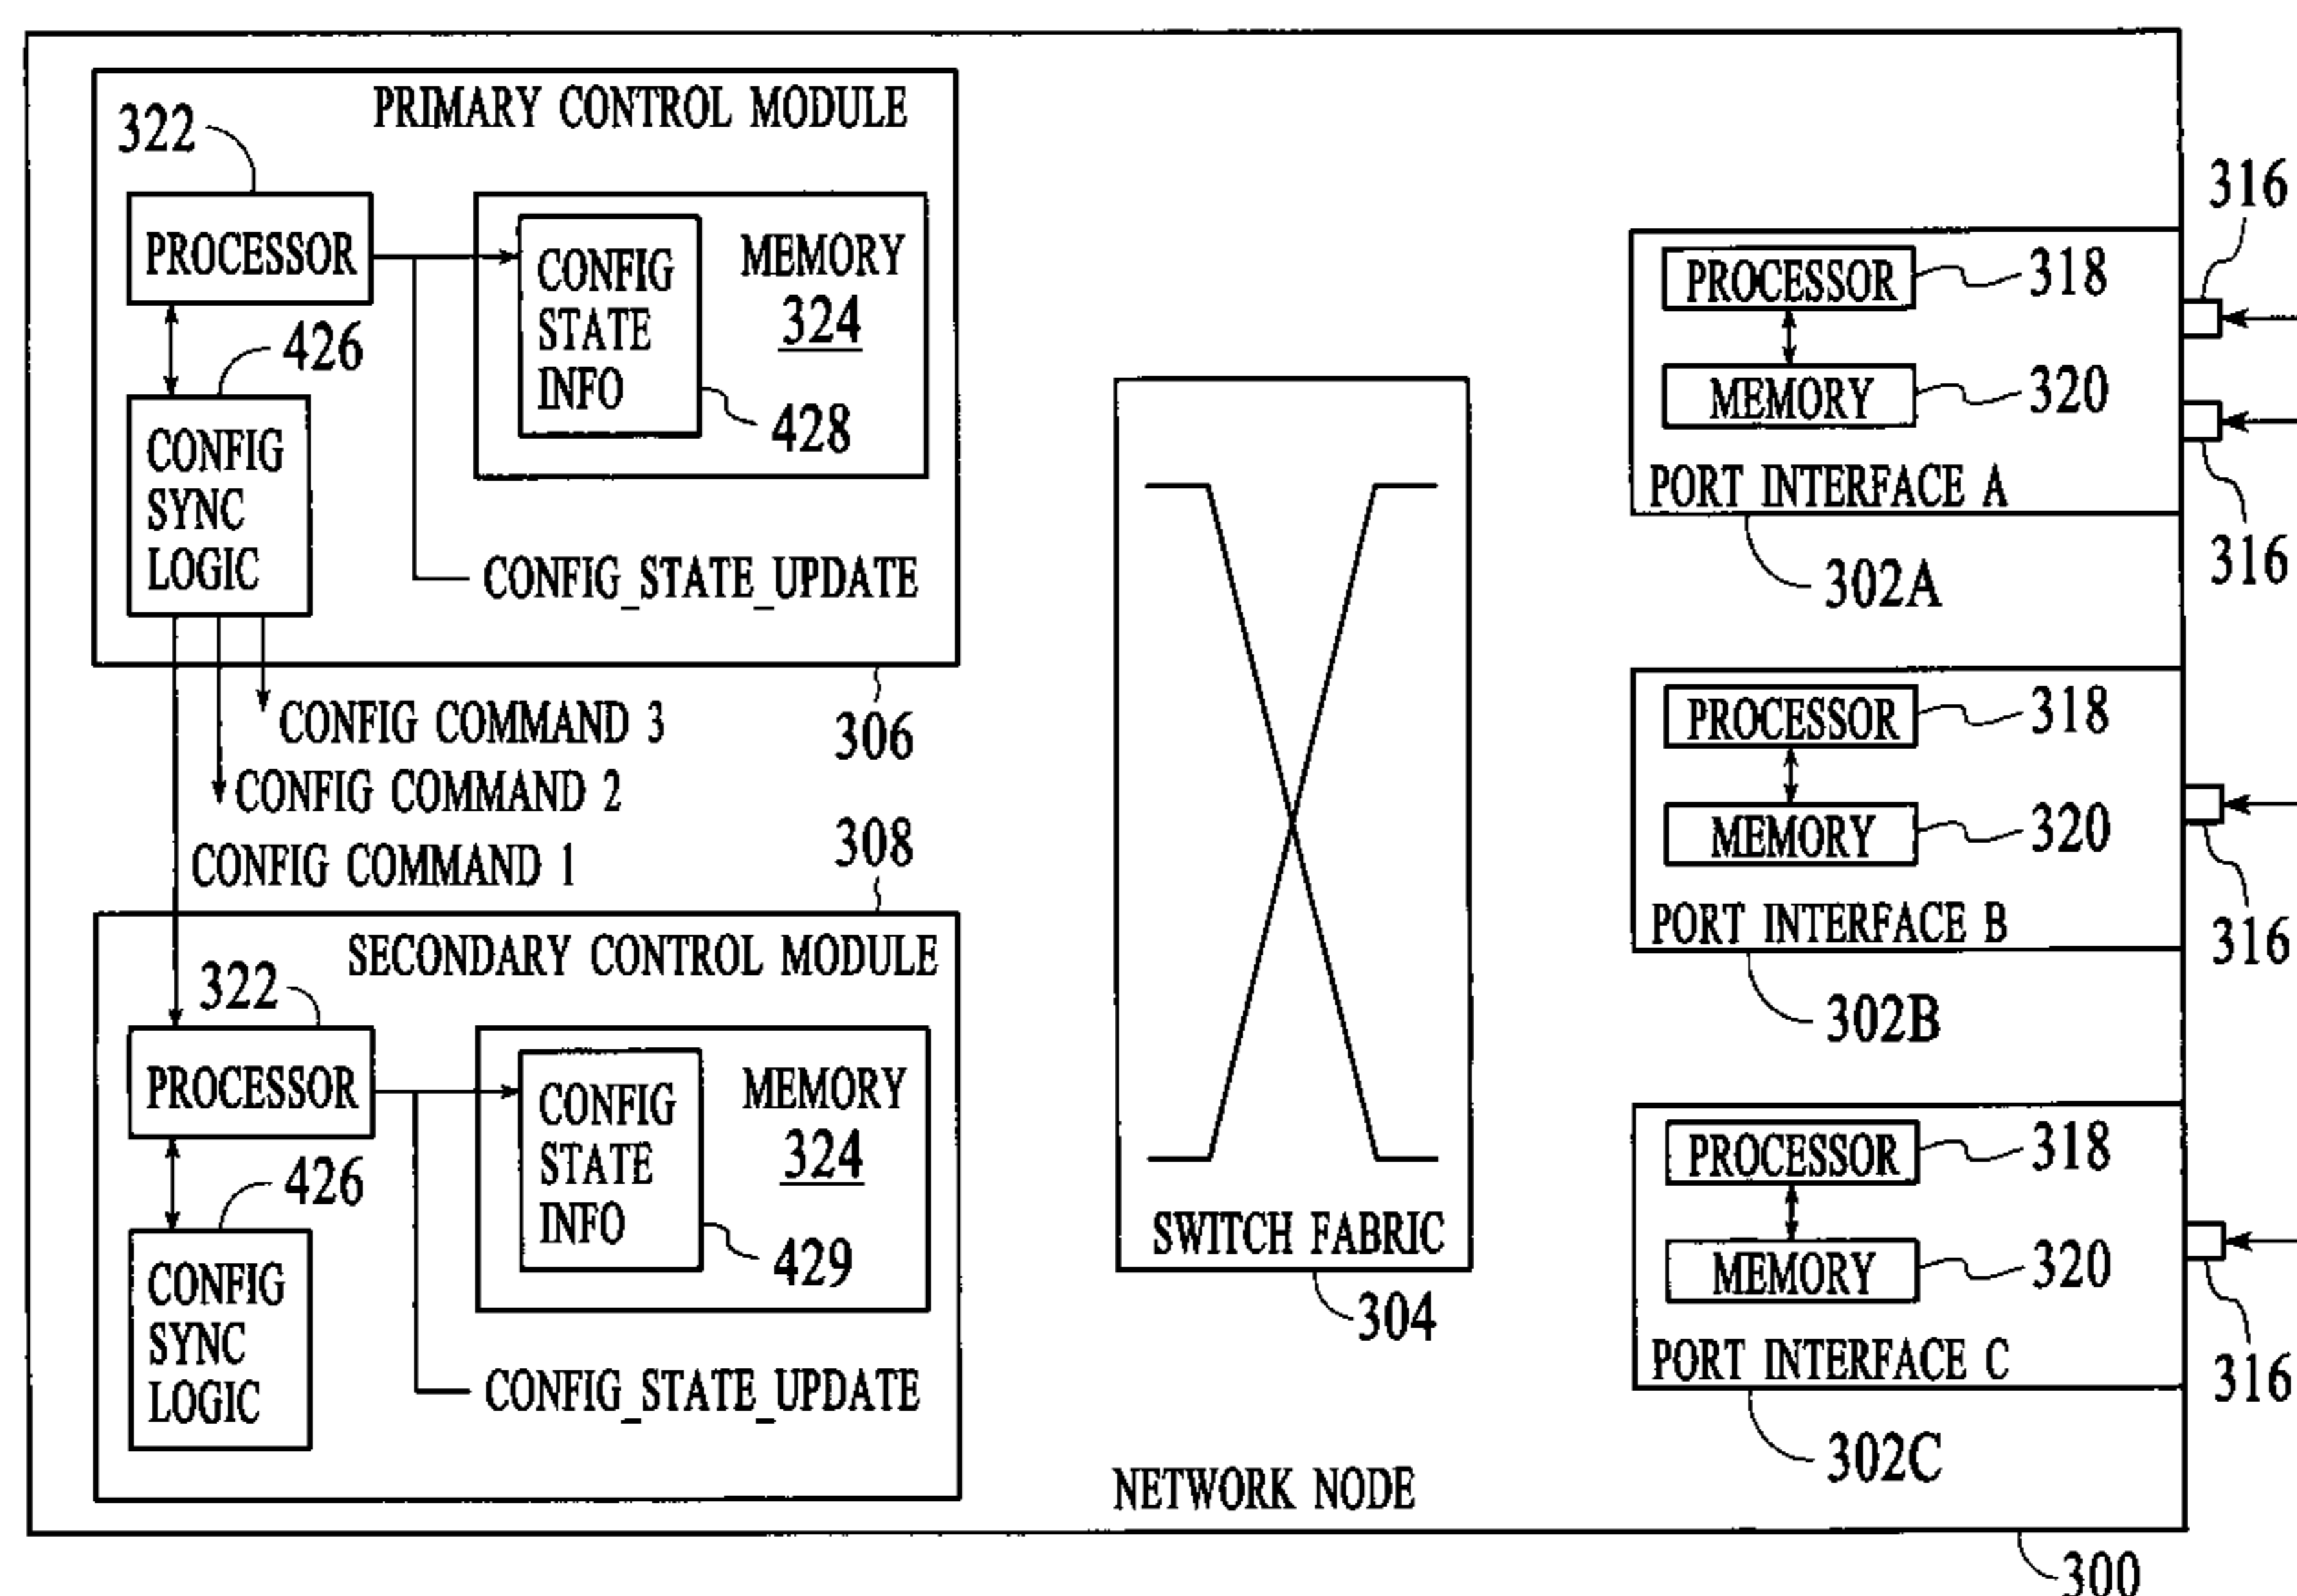 PRIMARY CONTROL MODULE
322
PROCESSOR
CONFIG
STATE
INFO
MEMORY
324
428
426
CONFIG
SYNC
LOGIC
CONFIG_STATE_UPDATE
306
CONFIG COMMAND 3
CONFIG COMMAND 2
CONFIG COMMAND 1
308
SECONDARY CONTROL MODULE
322
PROCESSOR
CONFIG
STATE
INFO
MEMORY
324
429
426
CONFIG
SYNC
LOGIC
CONFIG_STATE_UPDATE
SWITCH FABRIC
304
PROCESSOR
318
MEMORY
320
PORT INTERFACE A
302A
316
316
PROCESSOR
318
MEMORY
320
PORT INTERFACE B
302B
316
PROCESSOR
318
MEMORY
320
PORT INTERFACE C
302C
316
NETWORK NODE
300